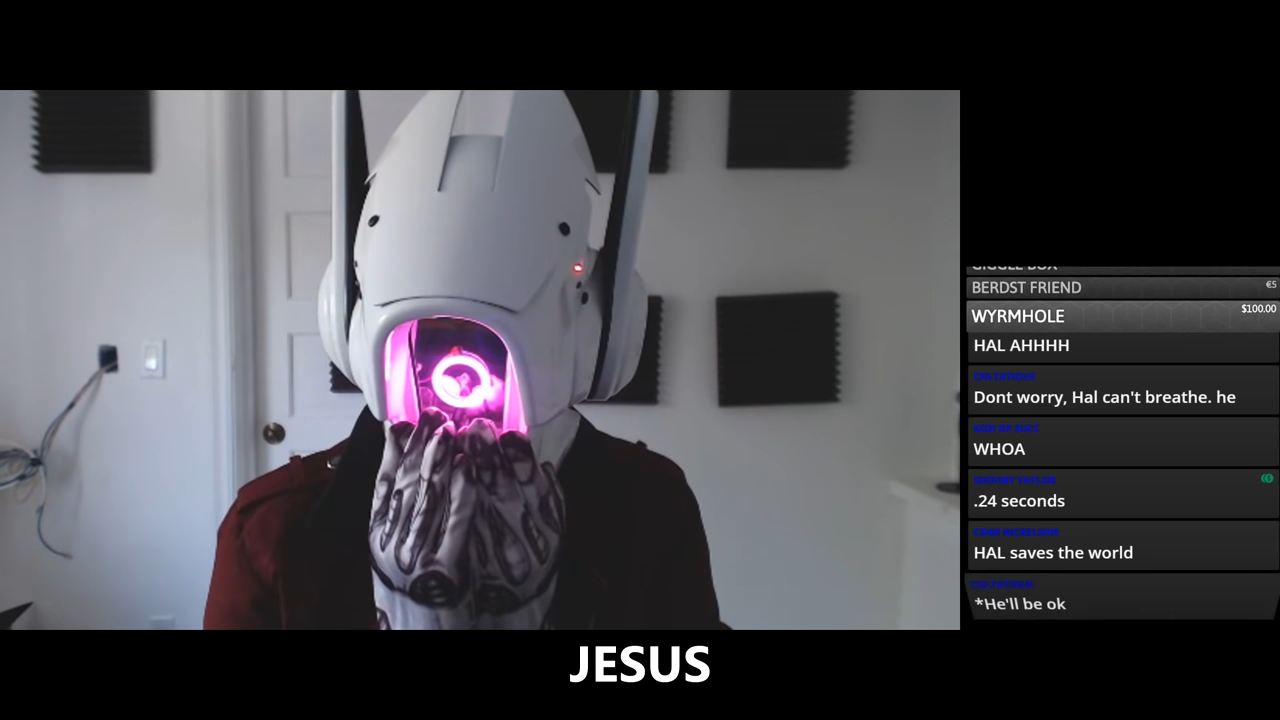 BERDST FRIEND
€5
WYRMHOLE
$100.00
HAL AHHHH
Dont worry, Hal can't breathe. he
WHOA
.24 seconds
HAL saves the world
*He'll be ok
JESUS